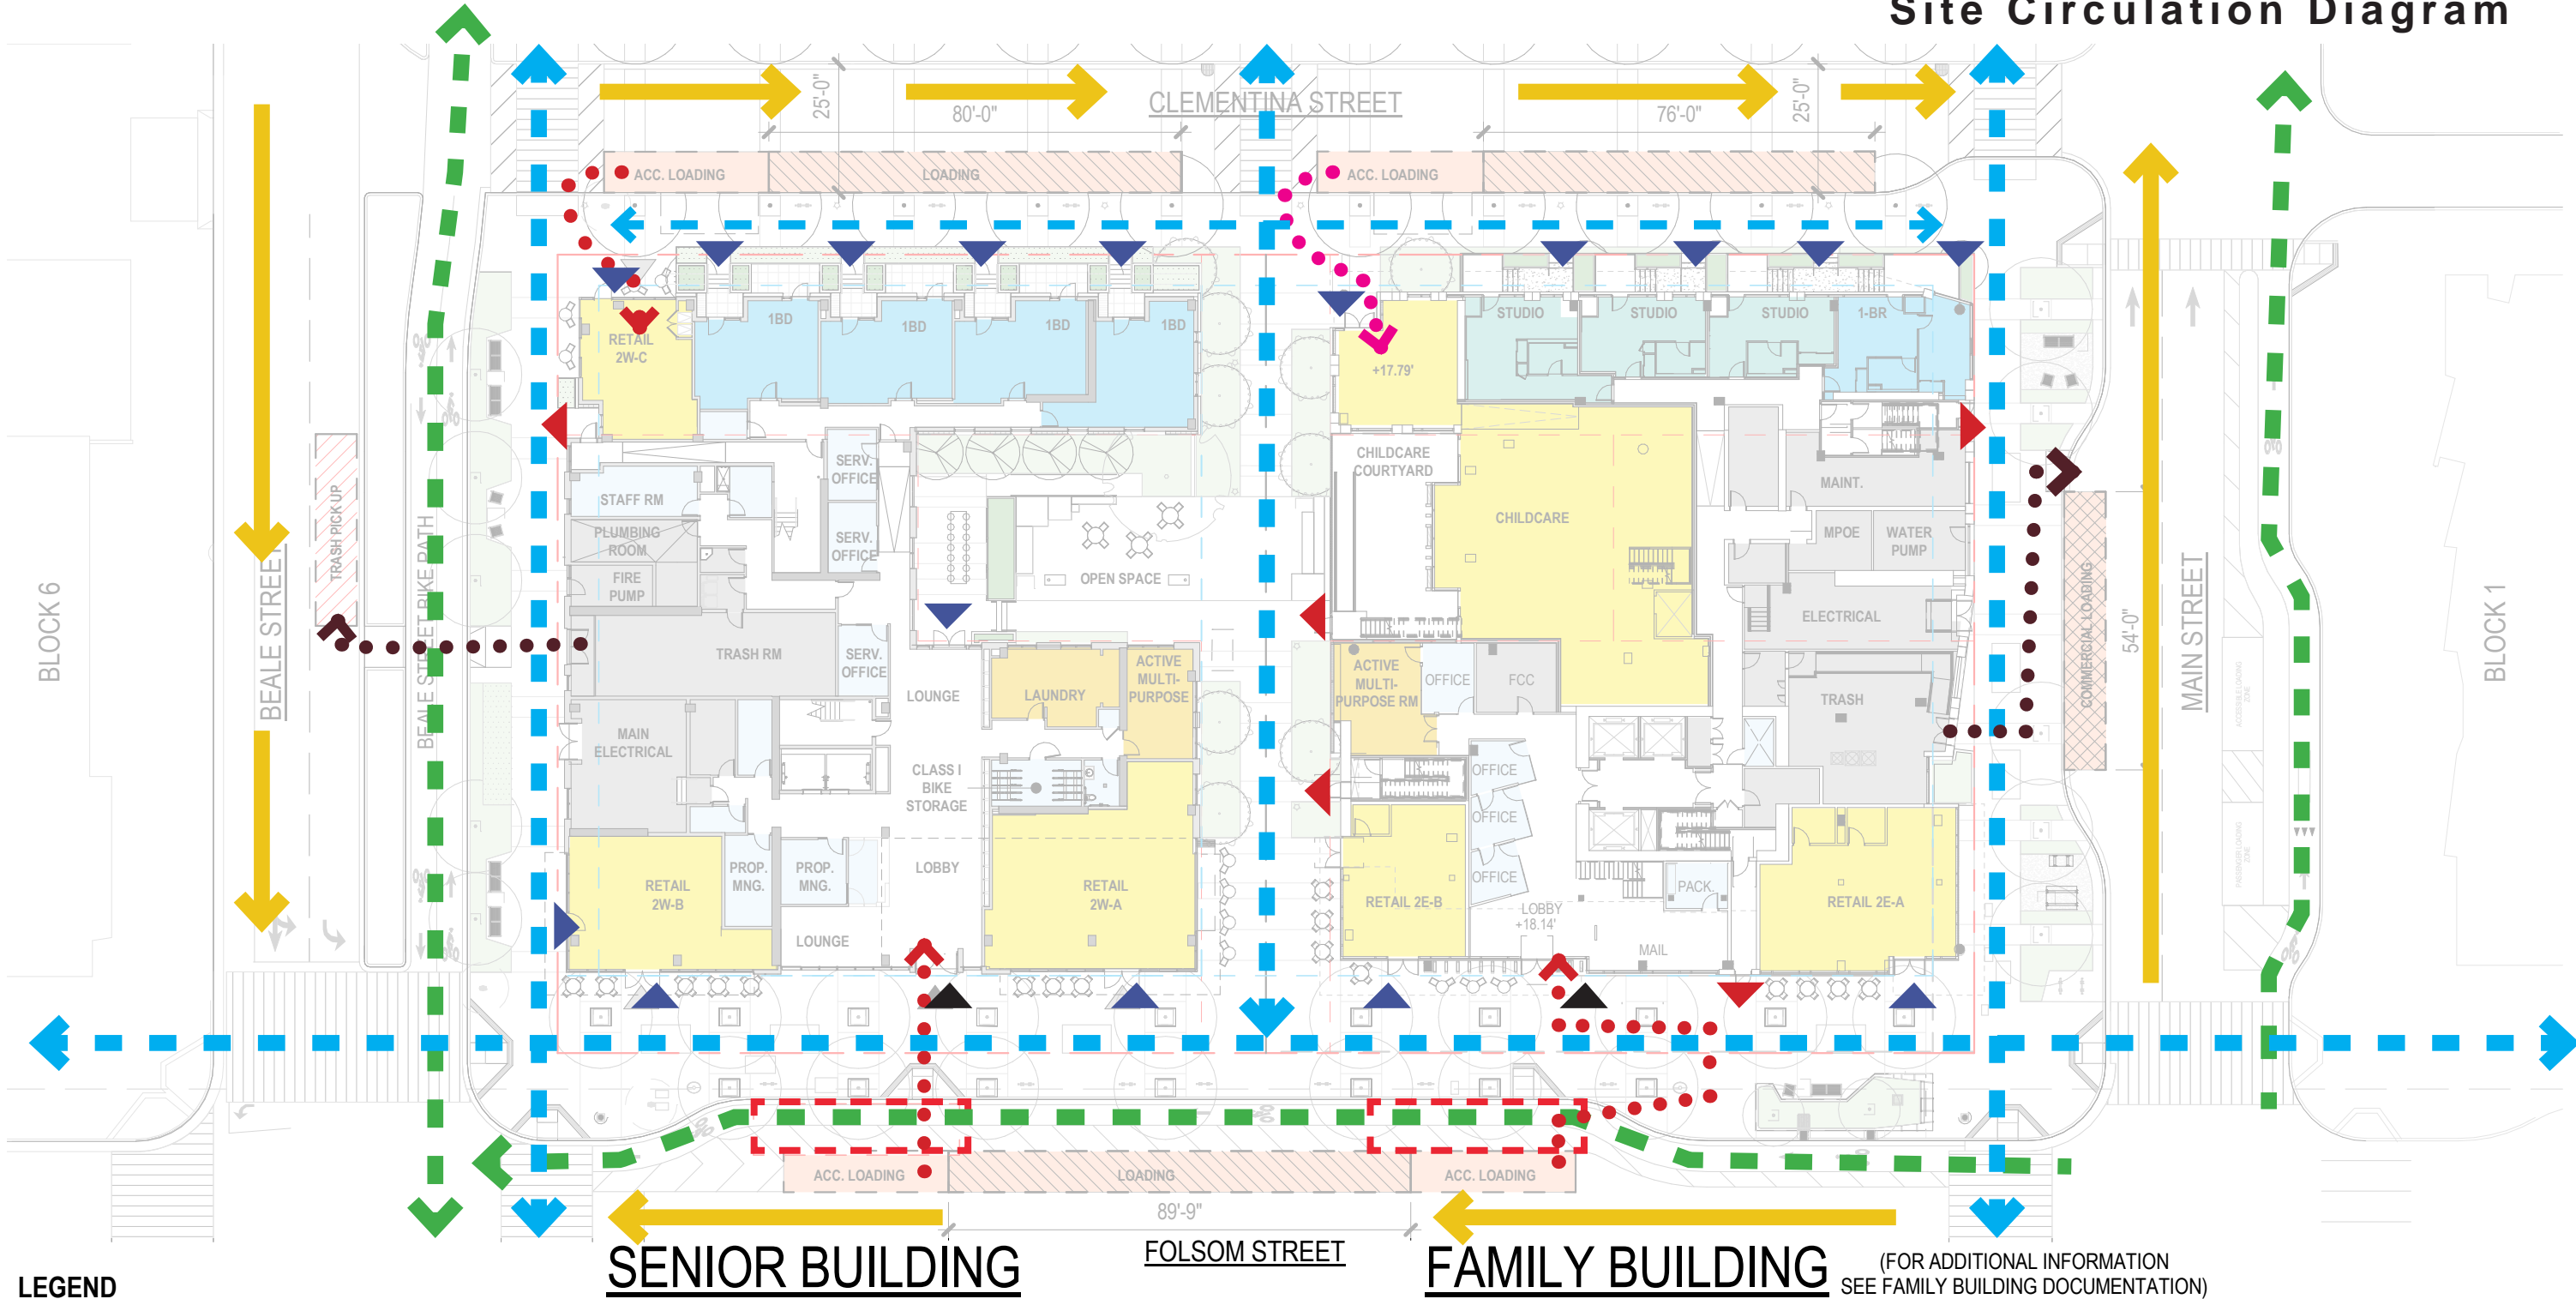 Site Circulation Diagram
CLEMENTINA STREET
25'-0"
80'-0"
76'-0"
25'-0"
ACC. LOADING
LOADING
ACC. LOADING
1BD
1BD
1BD
1BD
RETAIL
2W-C
STUDIO
STUDIO
STUDIO
1-BR
+17.79'
SERV.
OFFICE
STAFF RM
CHILDCARE
COURTYARD
MAINT.
TRASH PICK UP
PLUMBING
ROOM
SERV.
OFFICE
CHILDCARE
MPOE
WATER
PUMP
FIRE
PUMP
OPEN SPACE
BLOCK 6
BEALE STREET
BEALE STREET BIKE PATH
ELECTRICAL
COMMERCIAL LOADING
54'-0"
MAIN STREET
BLOCK 1
TRASH RM
SERV.
OFFICE
LOUNGE
LAUNDRY
ACTIVE
MULTI-
PURPOSE
ACTIVE
MULTI-
PURPOSE RM
OFFICE
FCC
TRASH
ACCESSIBLE LOADING
ZONE
MAIN
ELECTRICAL
CLASS I
BIKE
STORAGE
OFFICE
OFFICE
OFFICE
PASSENGER LOADING
ZONE
RETAIL
2W-B
PROP.
MNG.
PROP.
MNG.
LOBBY
RETAIL
2W-A
RETAIL 2E-B
PACK.
RETAIL 2E-A
LOBBY
+18.14'
LOUNGE
MAIL
ACC. LOADING
LOADING
ACC. LOADING
89'-9"
SENIOR BUILDING
FOLSOM STREET
FAMILY BUILDING
(FOR ADDITIONAL INFORMATION
SEE FAMILY BUILDING DOCUMENTATION)
LEGEND